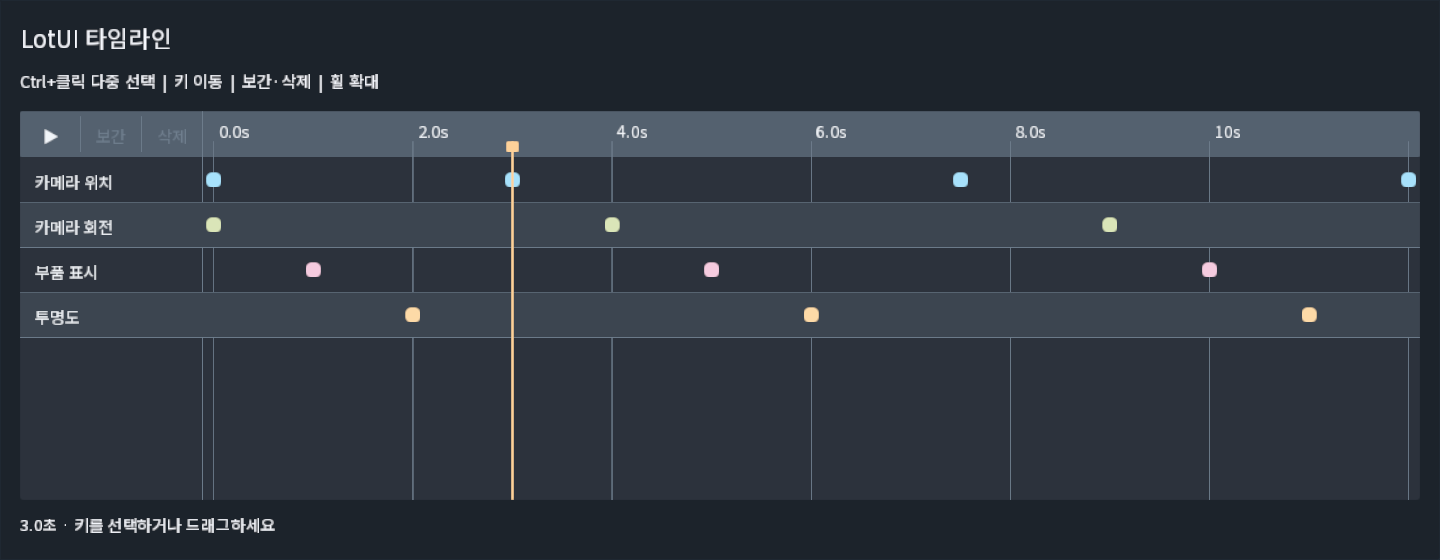 LotUI 타임라인
Ctrl+클릭 다중 선택 | 키 이동 | 보간·삭제 | 휠 확대
보간 삭제 0.0s 2.0s 4.0s 6.0s 8.0s 10s
카메라 위치
카메라 회전
부품 표시
투명도
3.0초 · 키를 선택하거나 드래그하세요